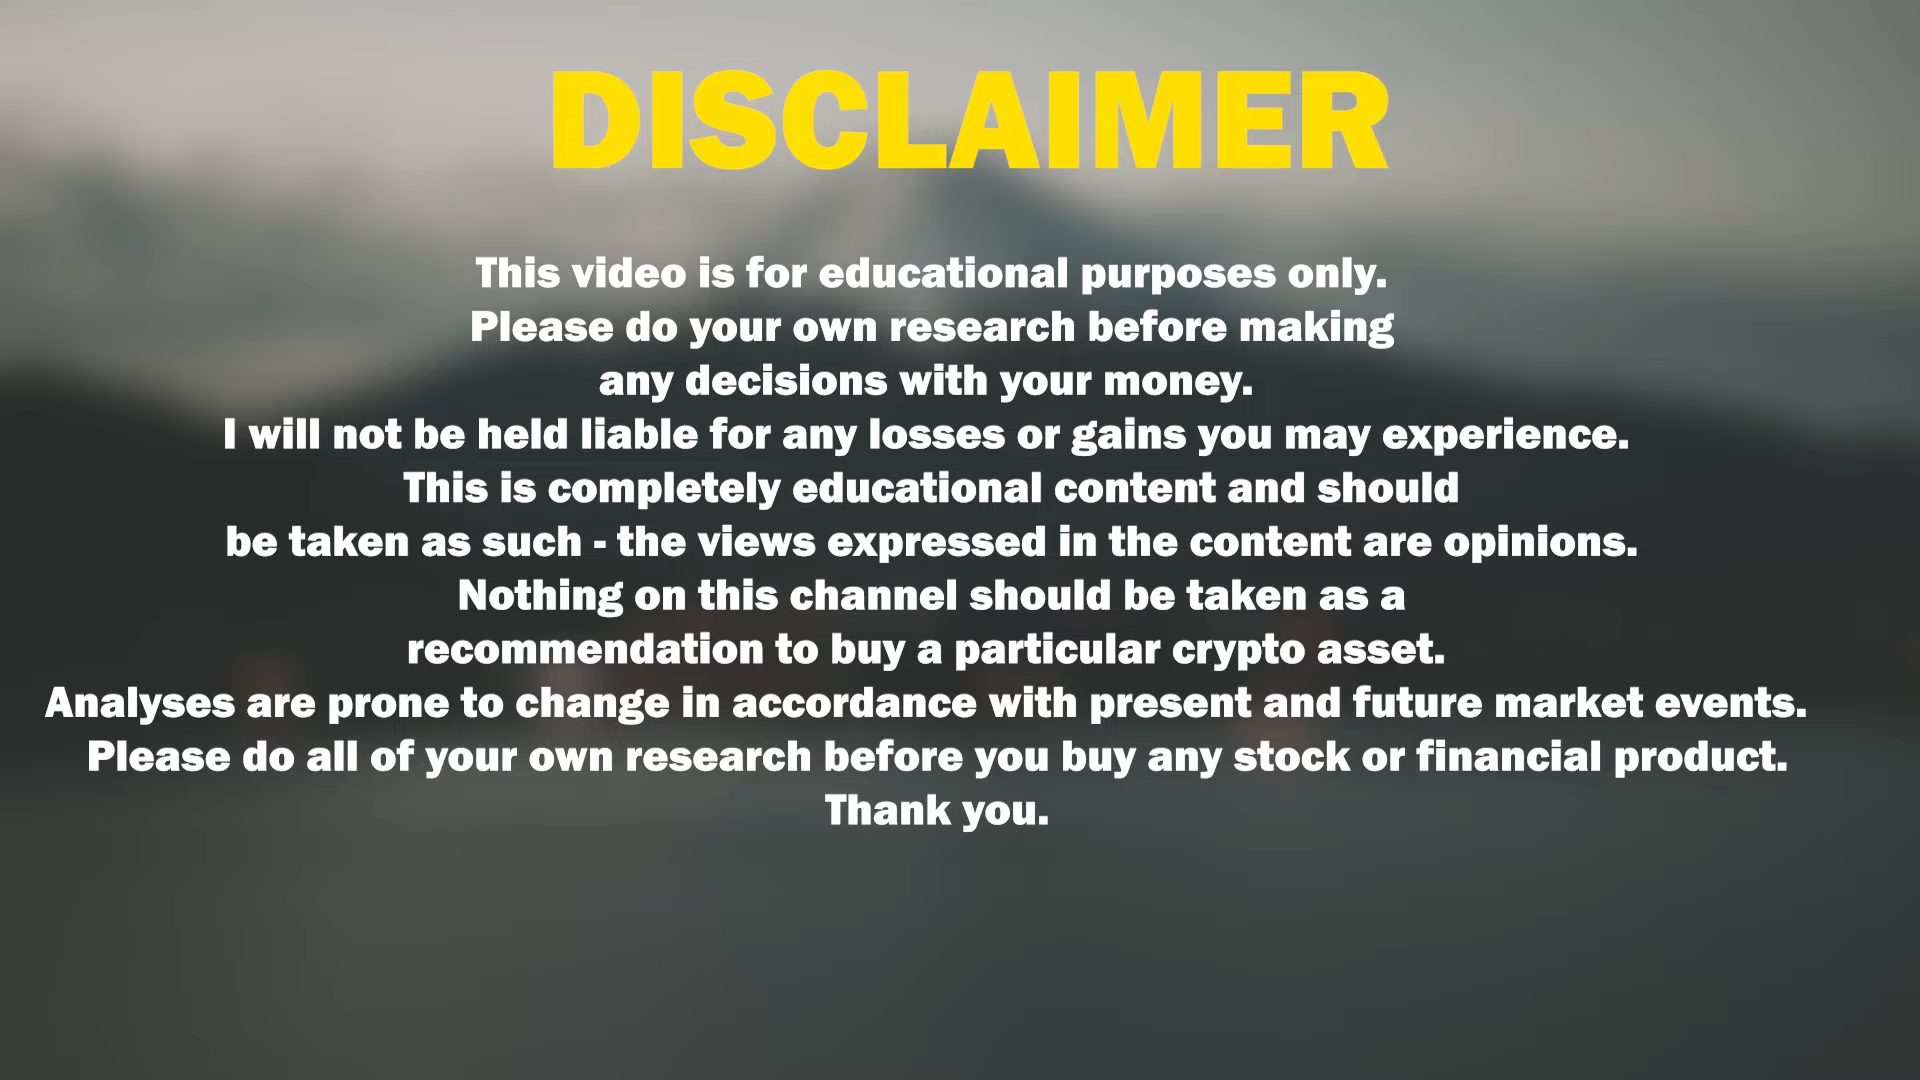 DISCLAIMER
This video is for educational purposes only.
Please do your own research before making
any decisions with your money.
I will not be held liable for any losses or gains you may experience.
This is completely educational content and should
be taken as such - the views expressed in the content are opinions.
Nothing on this channel should be taken as a
recommendation to buy a particular crypto asset.
Analyses are prone to change in accordance with present and future market events.
Please do all of your own research before you buy any stock or financial product.
Thank you.